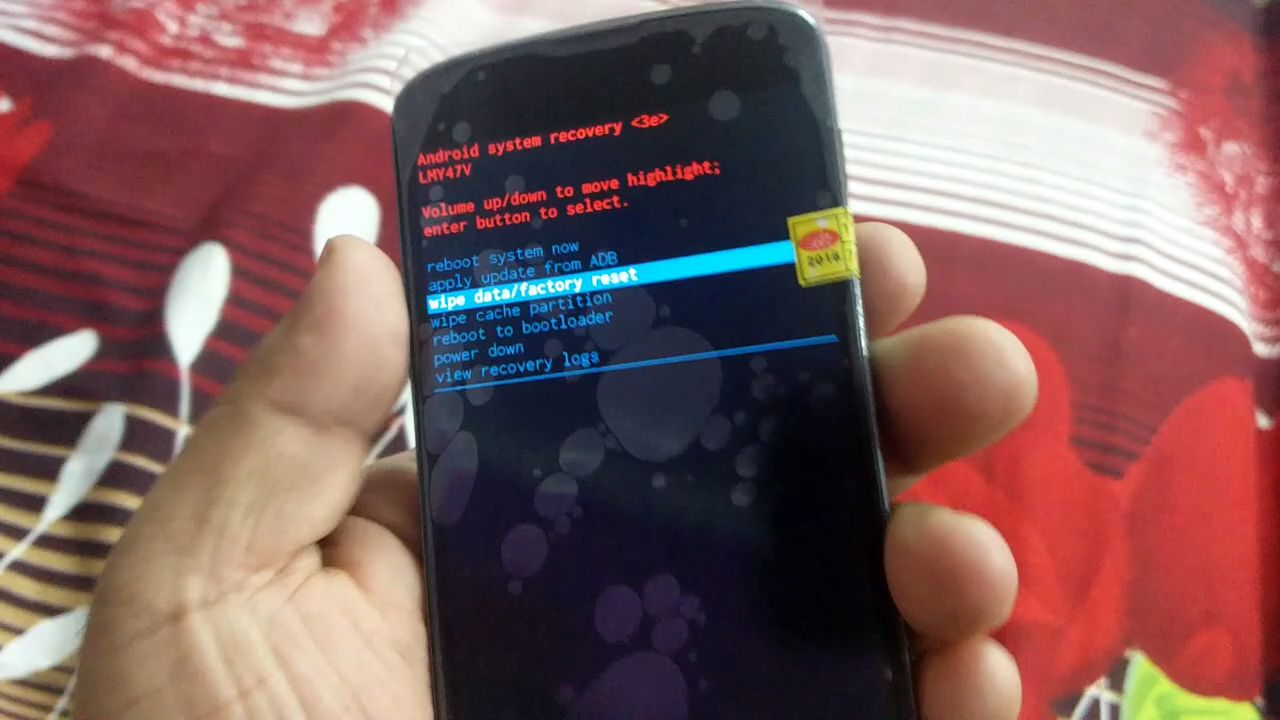 Android system recovery <3e>
LMY47V
Volume up/down to move highlight;
enter button to select.
reboot system now
apply update from ADB
wipe data/factory reset
wipe cache partition
reboot to bootloader
power down
view recovery logs
2016